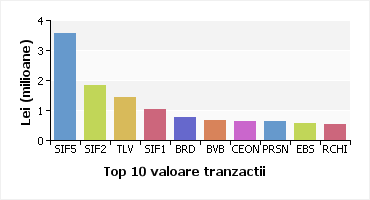 Lei (milioane)
4
3
2
1
0
SIF5 SIF2 TLV SIF1 BRD BVB CEON PRSN EBS RCHI
Top 10 valoare tranzactii